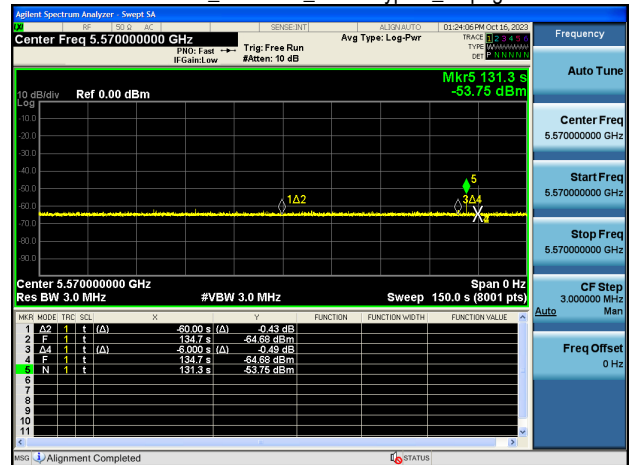 Agilent Spectrum Analyzer - Swept SA
RF 50 Ω AC SENSE:INT ALIGN AUTO 01:24:06 PM Oct 16, 2023
Center Freq 5.570000000 GHz Avg Type: Log-Pwr TRACE 1 2 3 4 5 6
PNO: Fast Trig: Free Run TYPE WWWWWW
IFGain:Low #Atten: 10 dB DET P N N N N N
Mkr5 131.3 s
-53.75 dBm
10 dB/div Ref 0.00 dBm
Log
-10.0
-20.0
-30.0
-40.0
-50.0
-60.0
-70.0
-80.0
-90.0
1Δ2
5
3Δ4
Center 5.570000000 GHz Span 0 Hz
Res BW 3.0 MHz #VBW 3.0 MHz Sweep 150.0 s (8001 pts)
MKR MODE TRC SCL X Y FUNCTION FUNCTION WIDTH FUNCTION VALUE
1 Δ2 1 t (Δ) -60.00 s (Δ) -0.43 dB
2 F 1 t 134.7 s -64.68 dBm
3 Δ4 1 t (Δ) -6.000 s (Δ) -0.49 dB
4 F 1 t 134.7 s -64.68 dBm
5 N 1 t 131.3 s -53.75 dBm
6
7
8
9
10
11
MSG Alignment Completed STATUS
Frequency
Auto Tune
Center Freq
5.570000000 GHz
Start Freq
5.570000000 GHz
Stop Freq
5.570000000 GHz
CF Step
3.000000 MHz
Auto Man
Freq Offset
0 Hz